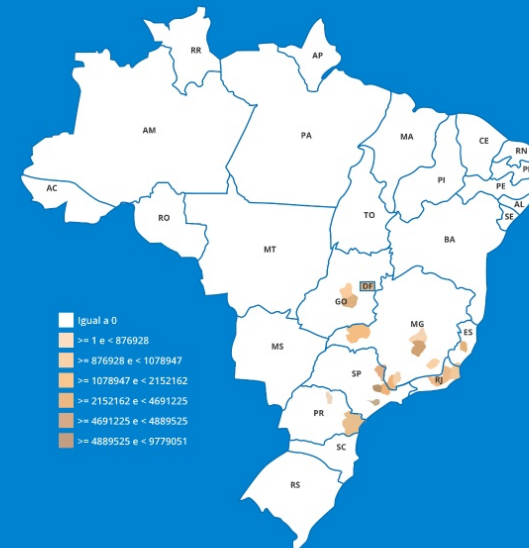 RR
AP
AM
PA
MA
CE
RN
PI
PE
AL
SE
AC
RO
TO
BA
MT
DF
GO
MG
ES
MS
SP
RJ
PR
SC
RS
Igual a 0
>= 1 e < 876928
>= 876928 e < 1078947
>= 1078947 e < 2152162
>= 2152162 e < 4691225
>= 4691225 e < 4889525
>= 4889525 e < 9779051